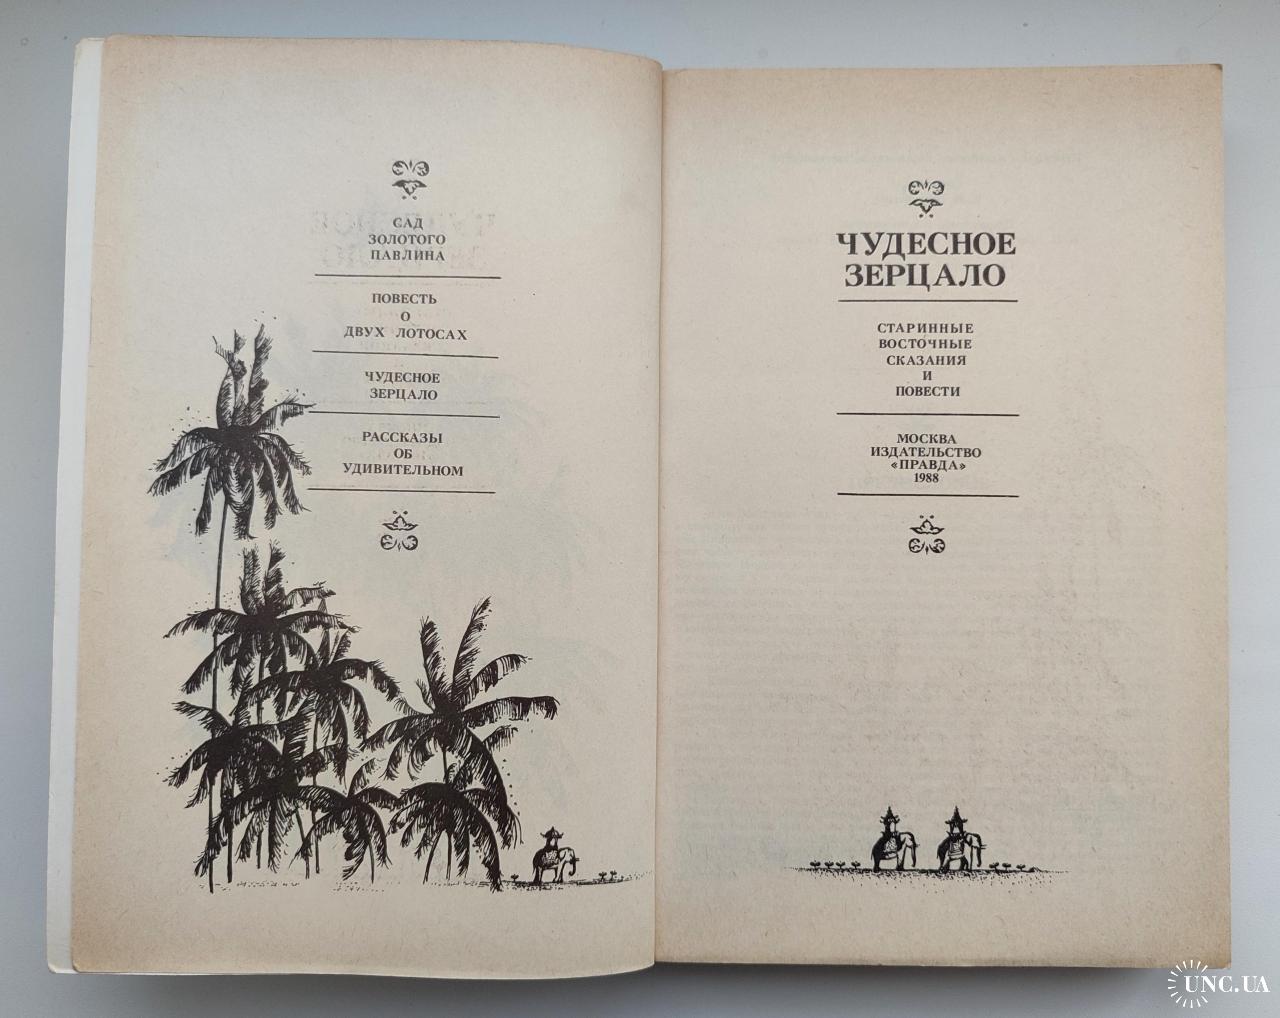 САД
ЗОЛОТОГО
ПАВЛИНА
ПОВЕСТЬ
О
ДВУХ ЛОТОСАХ
ЧУДЕСНОЕ
ЗЕРЦАЛО
РАССКАЗЫ
ОБ
УДИВИТЕЛЬНОМ
ЧУДЕСНОЕ
ЗЕРЦАЛО
СТАРИННЫЕ
ВОСТОЧНЫЕ
СКАЗАНИЯ
И
ПОВЕСТИ
МОСКВА
ИЗДАТЕЛЬСТВО
«ПРАВДА»
1988
UNC.UA